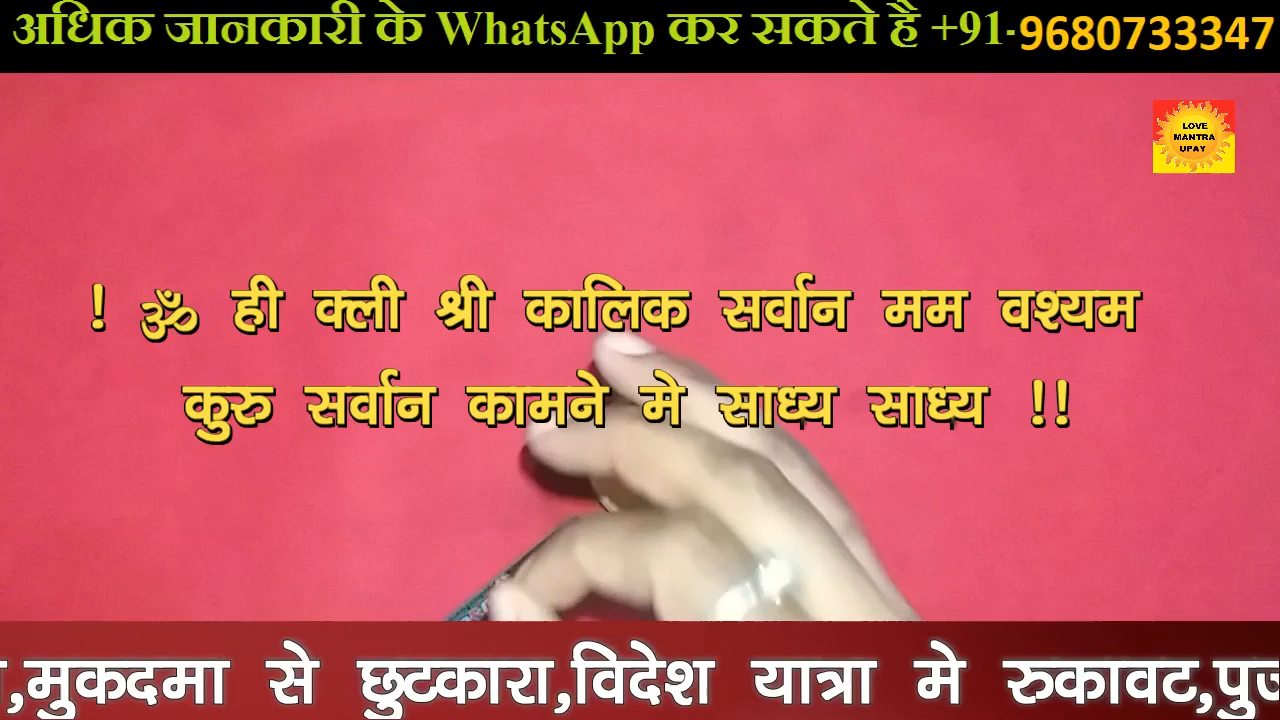 अधिक जानकारी के WhatsApp कर सकते है +91-9680733347
LOVE
MANTRA
UPAY
! ॐ ही क्ली श्री कालिक सर्वान मम वश्यम
कुरु सर्वान कामने मे साध्य साध्य !!
,मुकदमा से छुटकारा,विदेश यात्रा मे रुकावट,